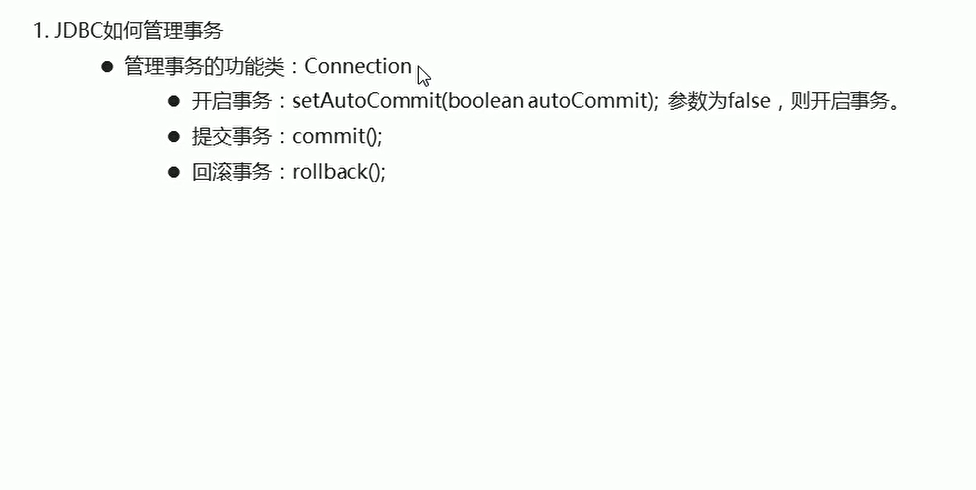 1. JDBC如何管理事务
● 管理事务的功能类：Connection
● 开启事务：setAutoCommit(boolean autoCommit); 参数为false，则开启事务。
● 提交事务：commit();
● 回滚事务：rollback();